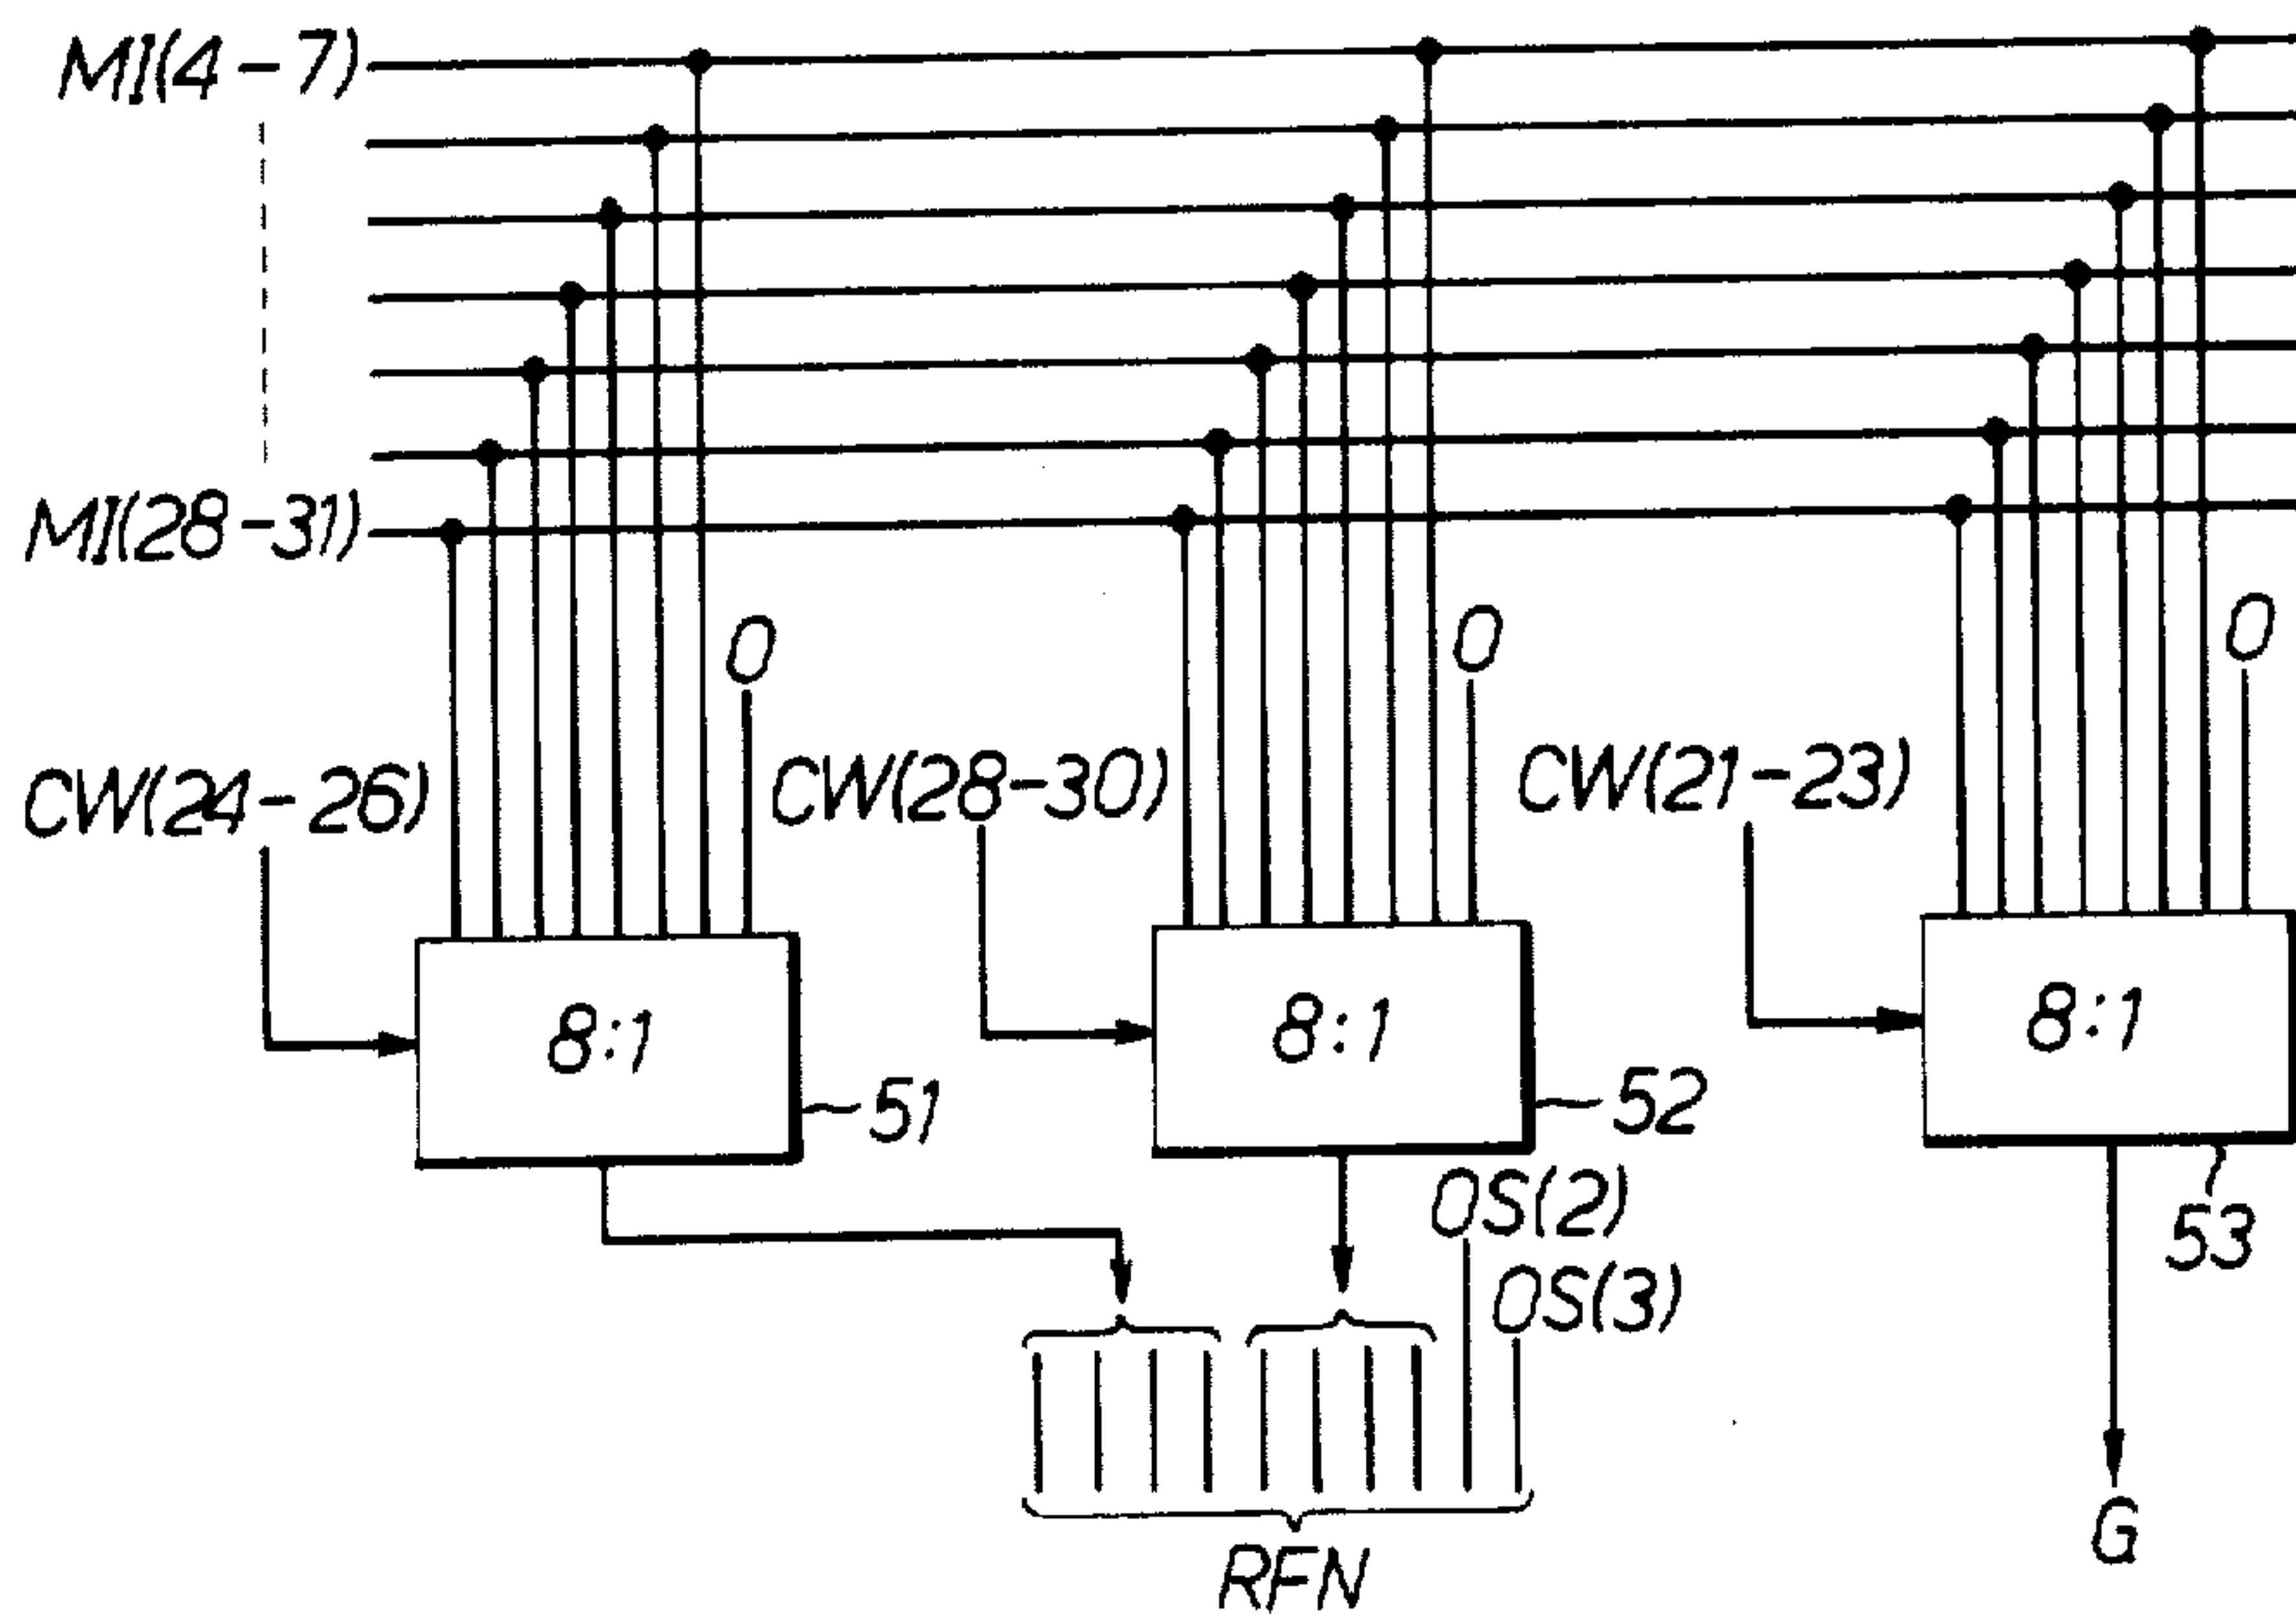 MI(4-7)
MI(28-31)
0
0
0
CW(24-26)
CW(28-30)
CW(21-23)
8:1
8:1
8:1
51
52
53
OS(2)
OS(3)
RFN
G